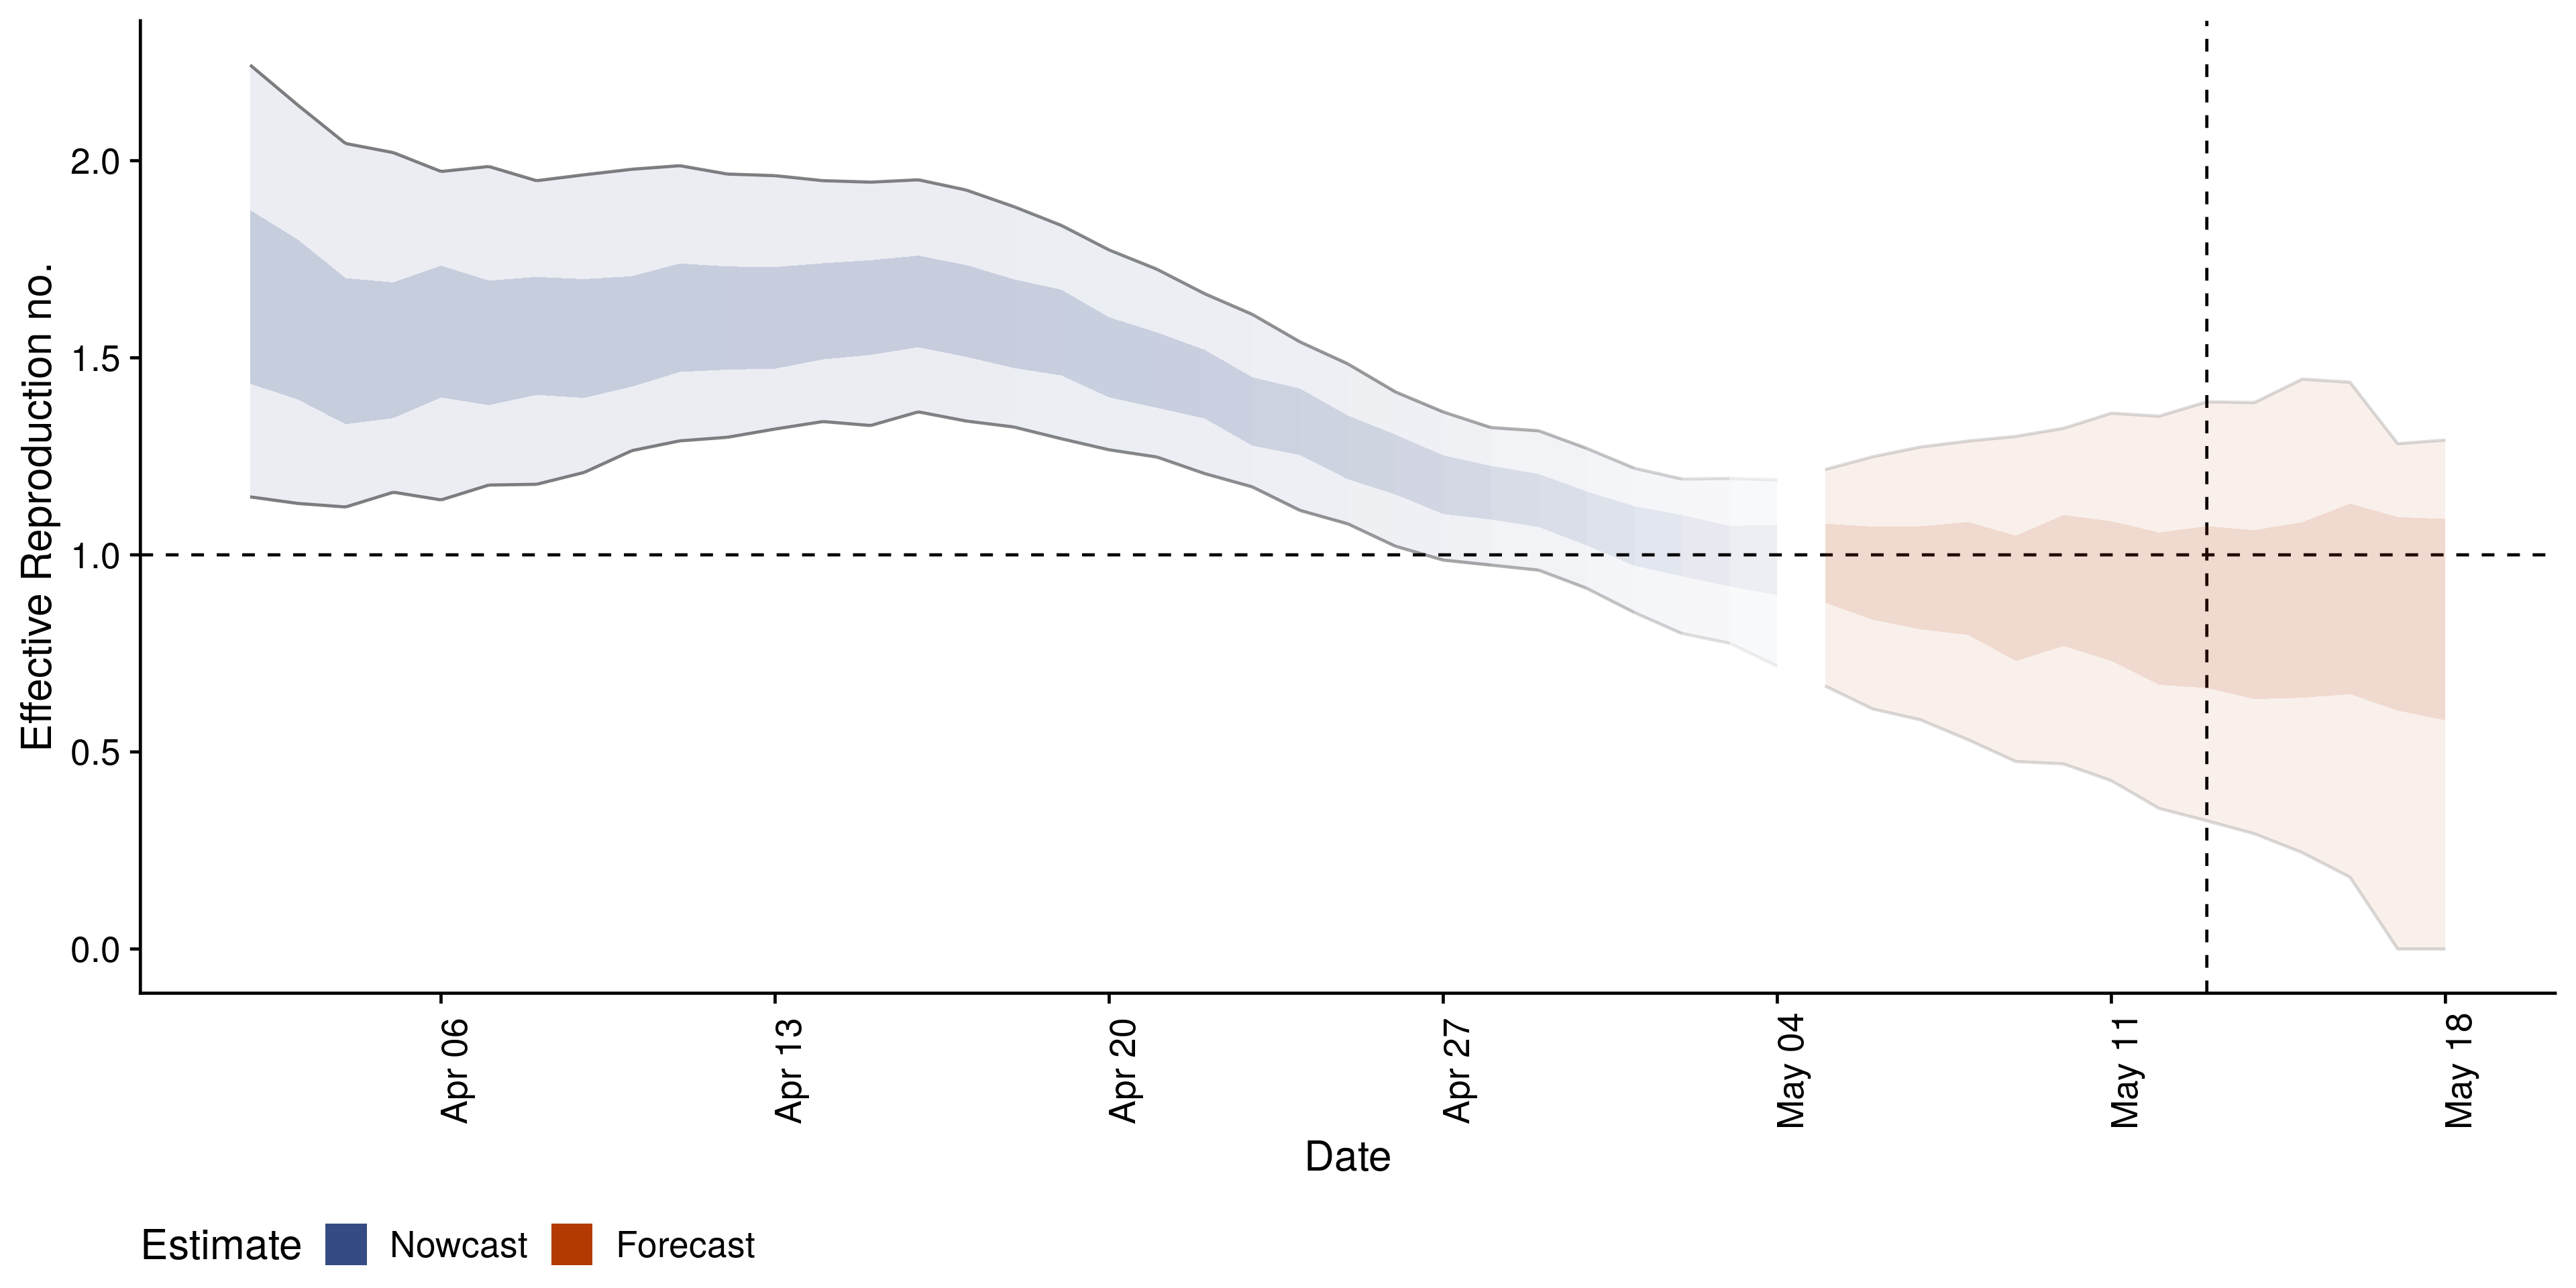 Effective Reproduction no.
2.0
1.5
1.0
0.5
0.0
Apr 06
Apr 13
Apr 20
Apr 27
May 04
May 11
May 18
Date
Estimate Nowcast Forecast